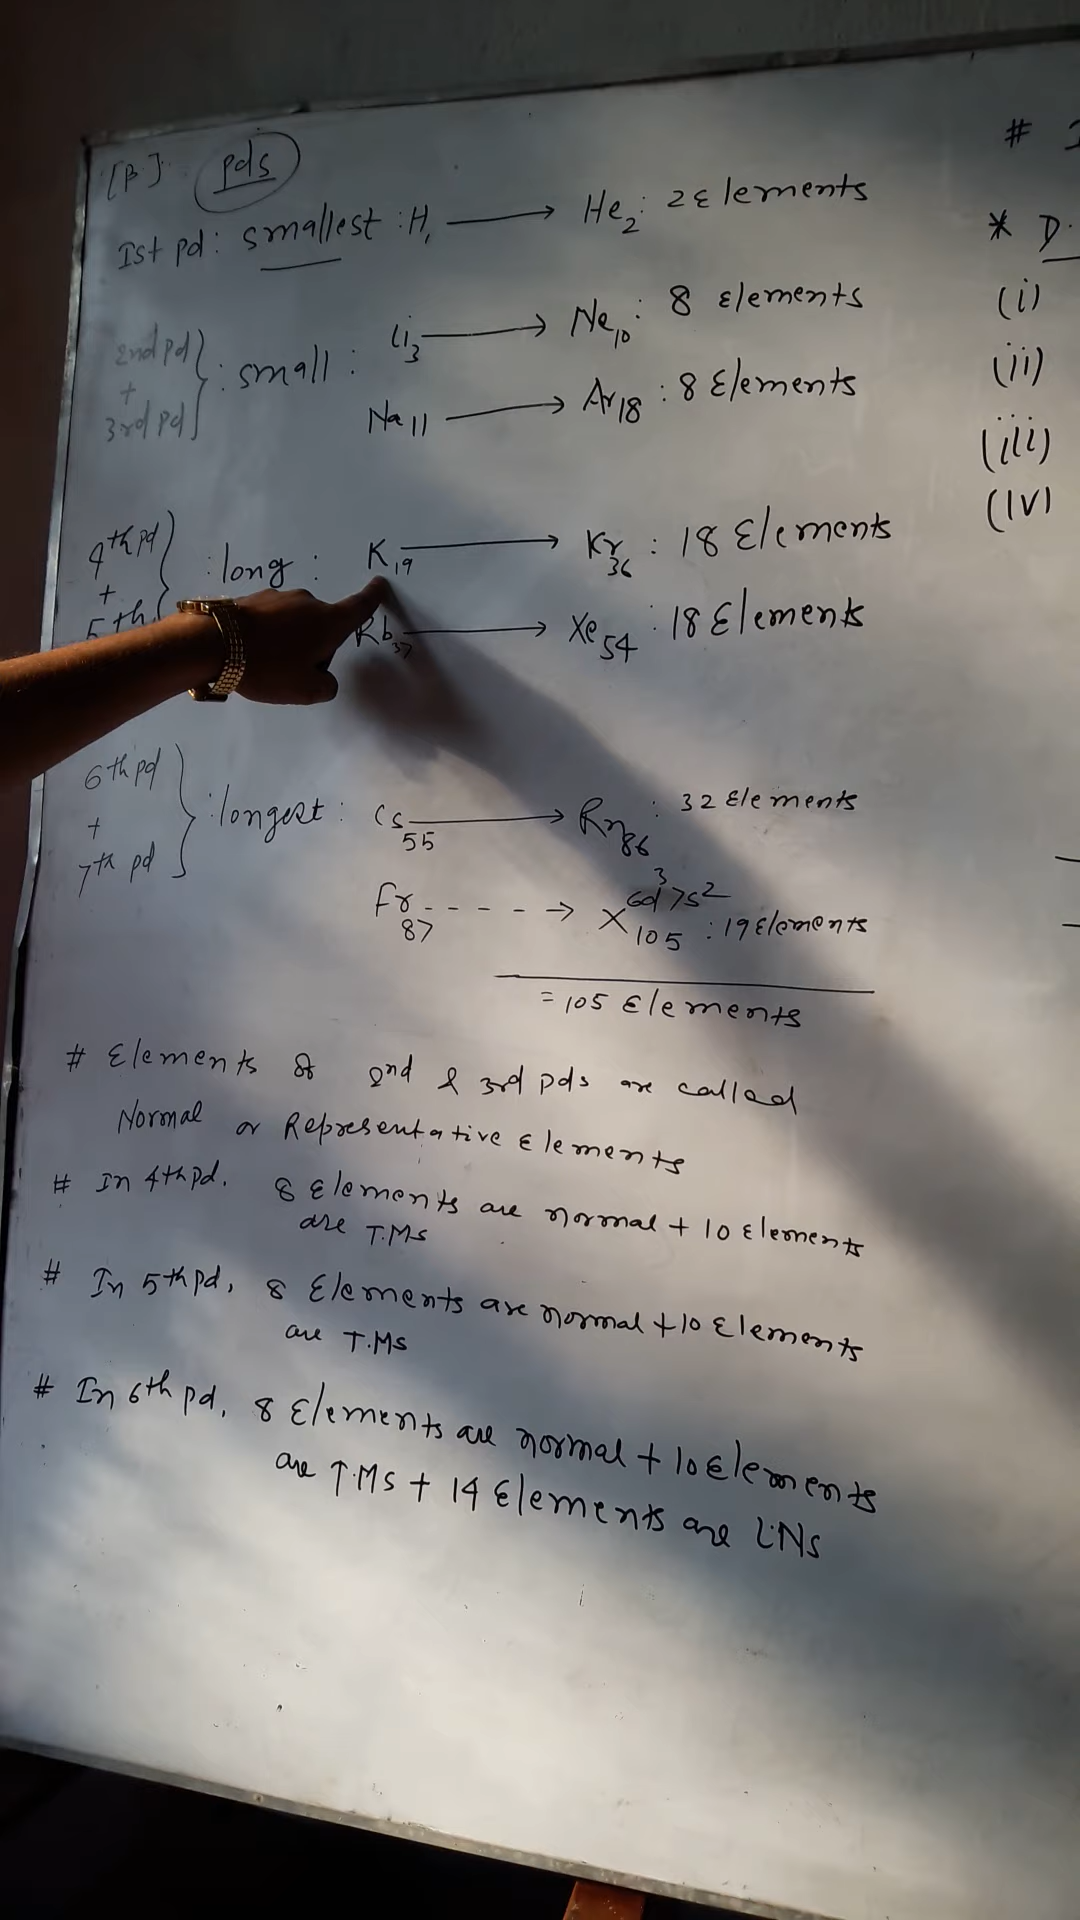 [B] pds
Ist pd: smallest : H1 → He2: 2 Elements
2nd pd + 3rd pd } : small : Li3 → Ne10: 8 Elements
Na11 → Ar18 : 8 Elements
4th pd + 5th } : long : K19 → Kr36 : 18 Elements
Rb37 → Xe54 : 18 Elements
6th pd + 7th pd } : longest : Cs55 → Rn86 : 32 Elements
Fr87 - - - - → X105 6d3 7s2 : 19 Elements
= 105 Elements
# Elements of 2nd & 3rd pds are called
Normal or Representative Elements
# In 4th pd. 8 Elements are normal + 10 Elements
are T.Ms
# In 5th pd, 8 Elements are normal + 10 Elements
are T.Ms
# In 6th pd, 8 Elements are normal + 10 Elements
are T.Ms + 14 Elements are LNs
#
* D.
(i)
(ii)
(iii)
(IV)